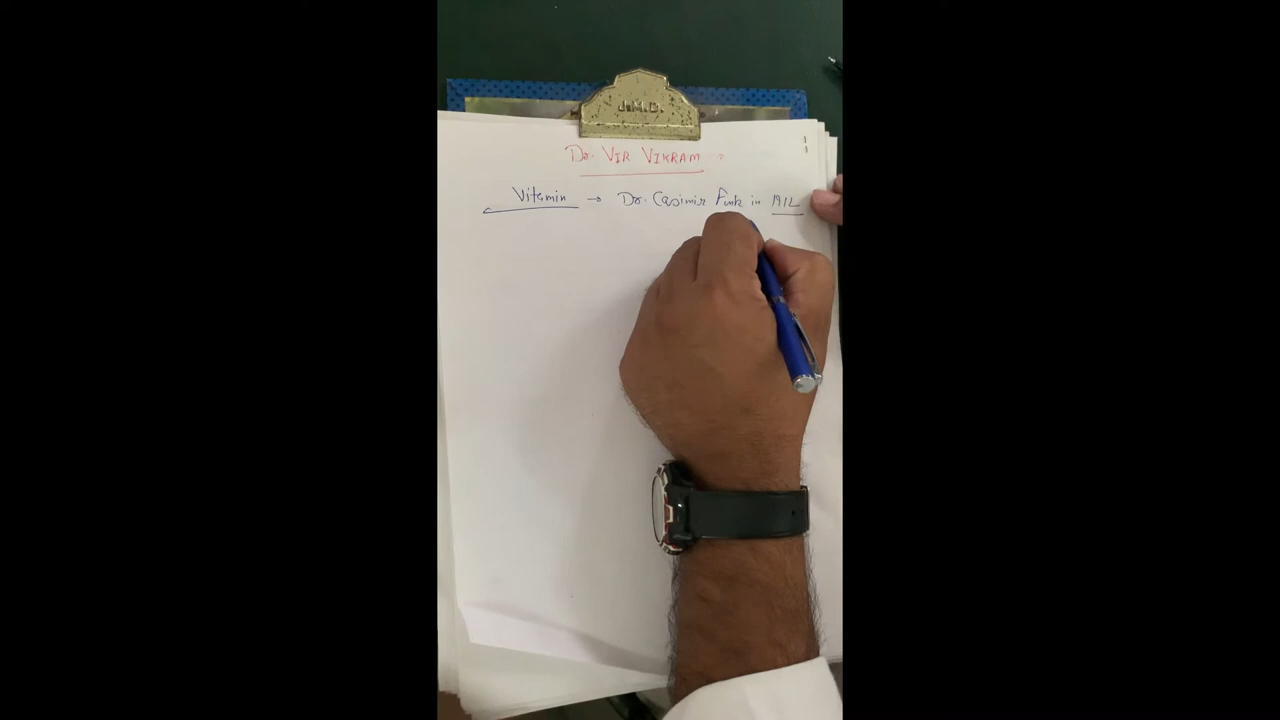 J.M.D.
Dr. VIR VIKRAM
Vitamin → Dr. Casimir Funk in 1912